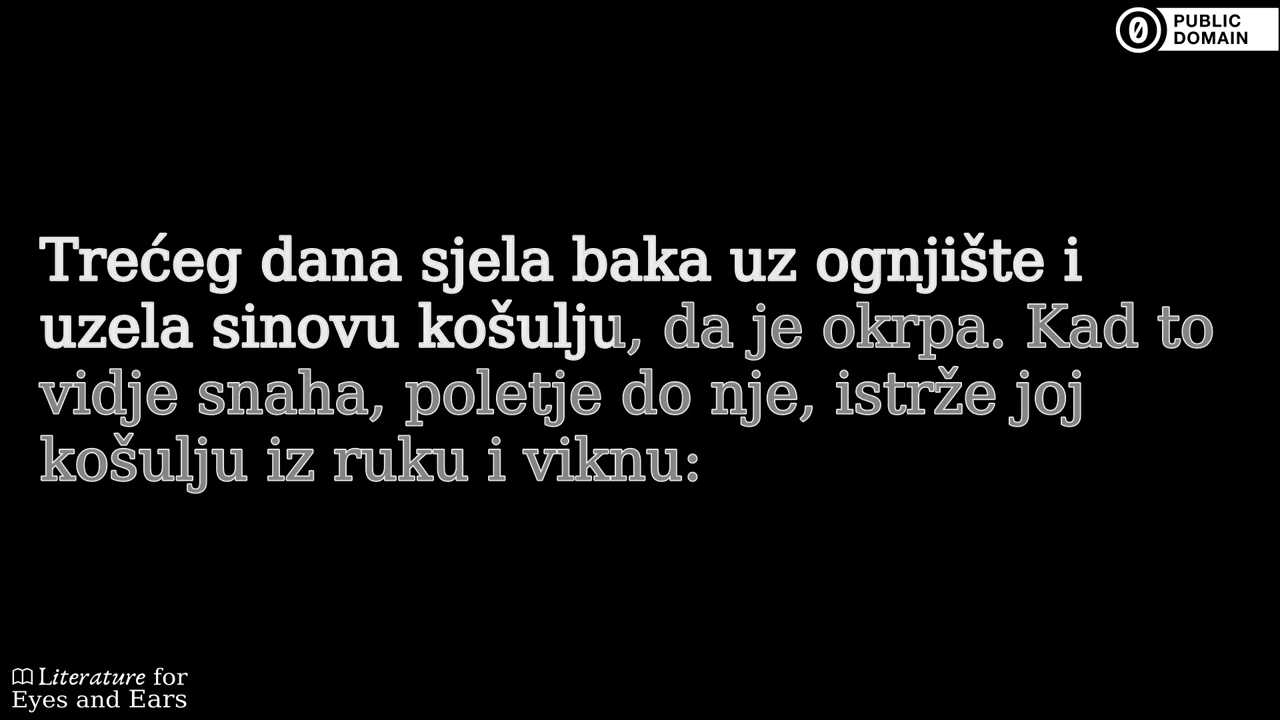 PUBLIC
DOMAIN
Trećeg dana sjela baka uz ognjište i
uzela sinovu košulju, da je okrpa. Kad to
vidje snaha, poletje do nje, istrže joj
košulju iz ruku i viknu:
Literature for
Eyes and Ears